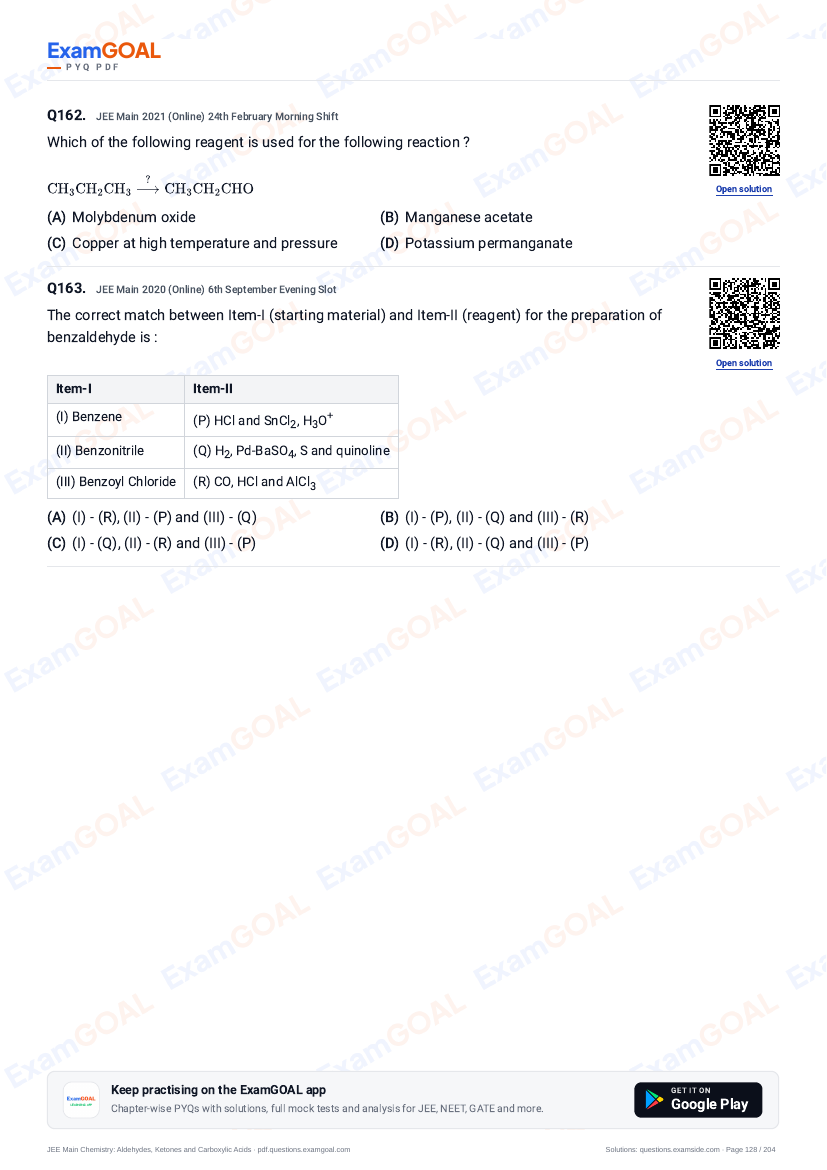 ExamGOAL
PYQ PDF
Q162. JEE Main 2021 (Online) 24th February Morning Shift
Which of the following reagent is used for the following reaction ?
CH₃CH₂CH₃ —?→ CH₃CH₂CHO
(A) Molybdenum oxide (B) Manganese acetate
(C) Copper at high temperature and pressure (D) Potassium permanganate
Open solution
Q163. JEE Main 2020 (Online) 6th September Evening Slot
The correct match between Item-I (starting material) and Item-II (reagent) for the preparation of
benzaldehyde is :
Open solution
Item-I Item-II
(I) Benzene (P) HCl and SnCl₂, H₃O⁺
(II) Benzonitrile (Q) H₂, Pd-BaSO₄, S and quinoline
(III) Benzoyl Chloride (R) CO, HCl and AlCl₃
(A) (I) - (R), (II) - (P) and (III) - (Q) (B) (I) - (P), (II) - (Q) and (III) - (R)
(C) (I) - (Q), (II) - (R) and (III) - (P) (D) (I) - (R), (II) - (Q) and (III) - (P)
ExamGOAL
Keep practising on the ExamGOAL app
Chapter-wise PYQs with solutions, full mock tests and analysis for JEE, NEET, GATE and more.
GET IT ON
Google Play
JEE Main Chemistry: Aldehydes, Ketones and Carboxylic Acids · pdf.questions.examgoal.com Solutions: questions.examside.com · Page 128 / 204